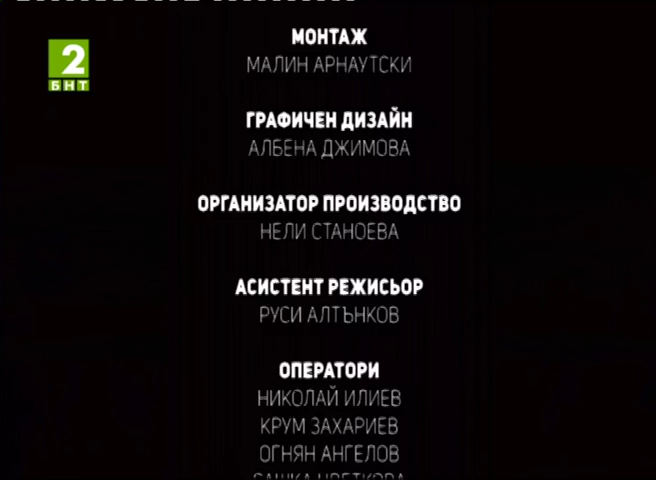 2
БНТ
МОНТАЖ
МАЛИН АРНАУТСКИ
ГРАФИЧЕН ДИЗАЙН
АЛБЕНА ДЖИМОВА
ОРГАНИЗАТОР ПРОИЗВОДСТВО
НЕЛИ СТАНОЕВА
АСИСТЕНТ РЕЖИСЬОР
РУСИ АЛТЪНКОВ
ОПЕРАТОРИ
НИКОЛАЙ ИЛИЕВ
КРУМ ЗАХАРИЕВ
ОГНЯН АНГЕЛОВ